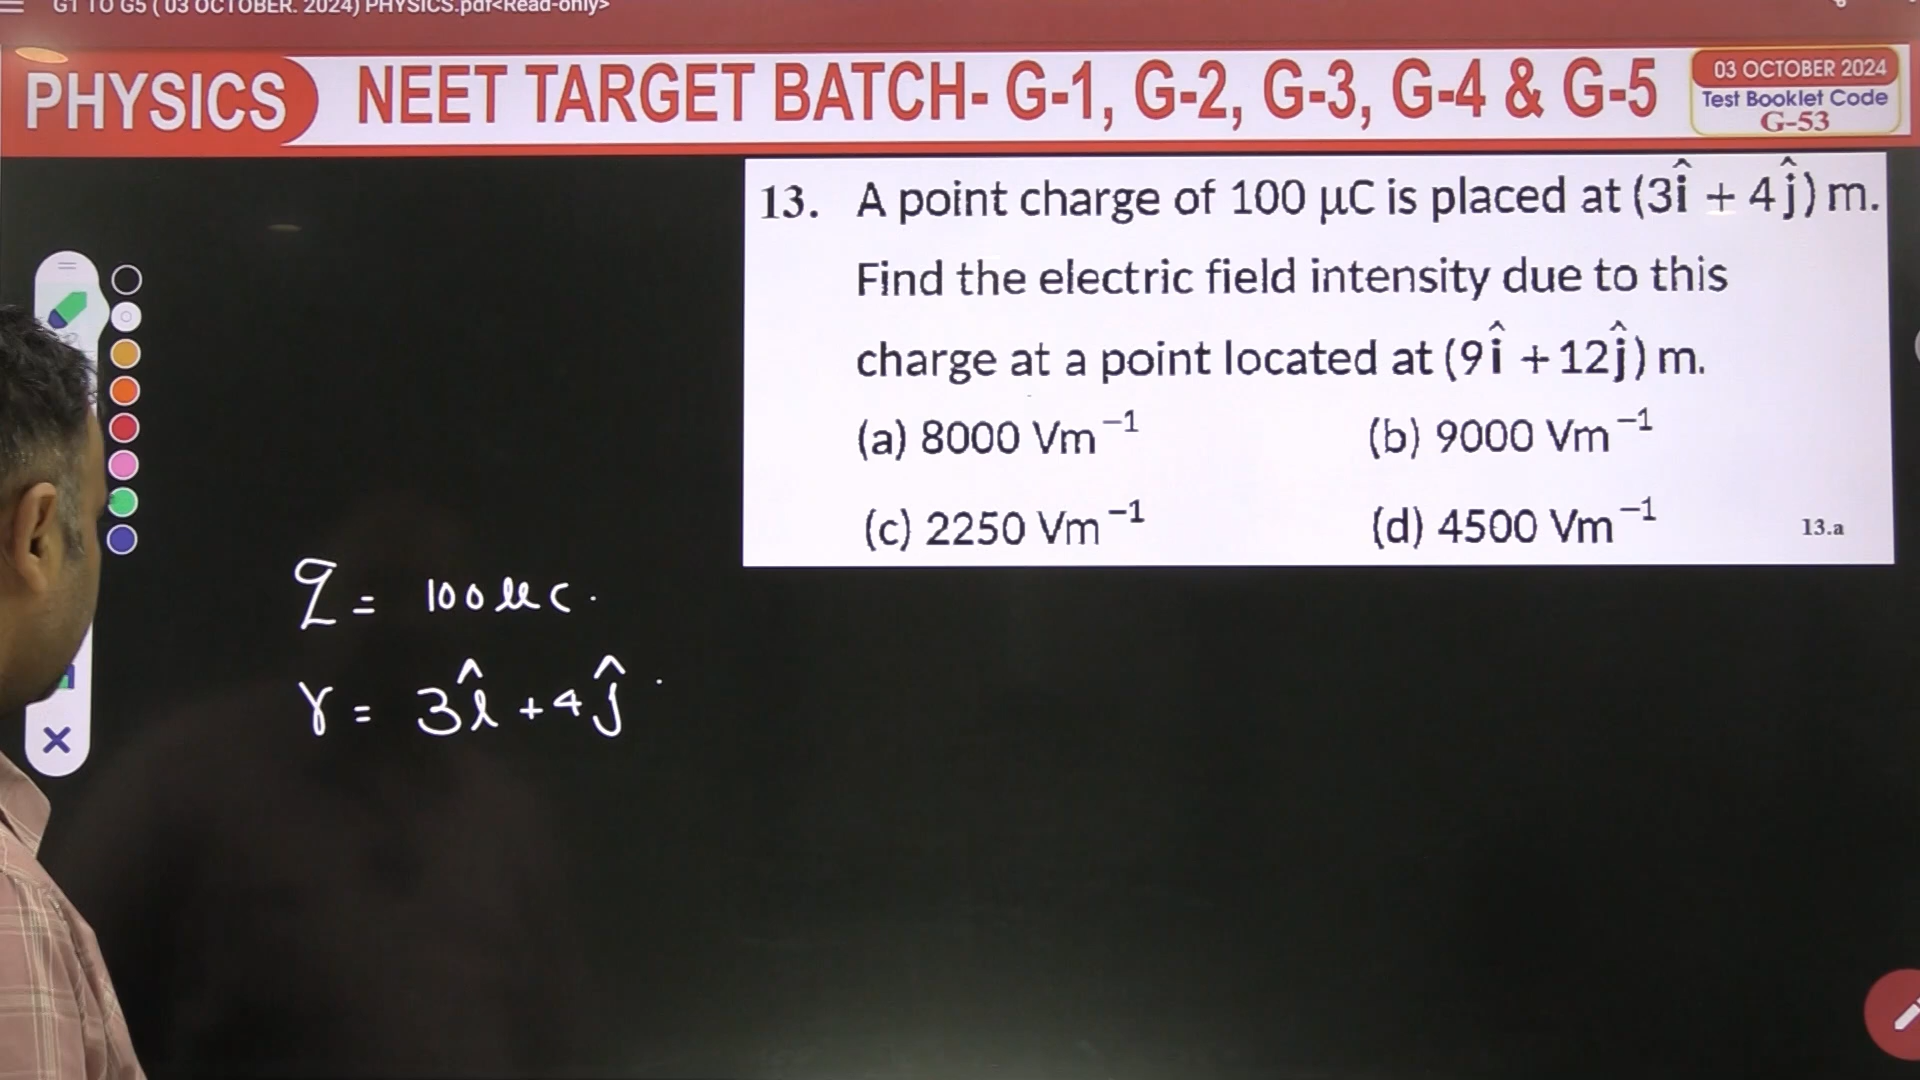 G1 TO G5 ( 03 OCTOBER. 2024) PHYSICS.pdf<Read-only>
PHYSICS
NEET TARGET BATCH- G-1, G-2, G-3, G-4 & G-5
03 OCTOBER 2024
Test Booklet Code
G-53
13. A point charge of 100 μC is placed at (3î + 4ĵ) m.
Find the electric field intensity due to this
charge at a point located at (9î + 12ĵ) m.
(a) 8000 Vm⁻¹ (b) 9000 Vm⁻¹
(c) 2250 Vm⁻¹ (d) 4500 Vm⁻¹ 13.a
q = 100 μC.
r = 3î + 4ĵ